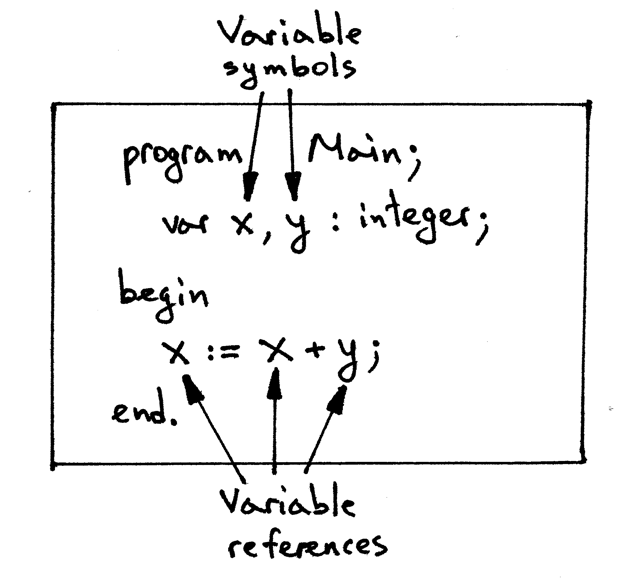 Variable
symbols
program Main;
var x, y : integer;
begin
x := x + y;
end.
Variable
references